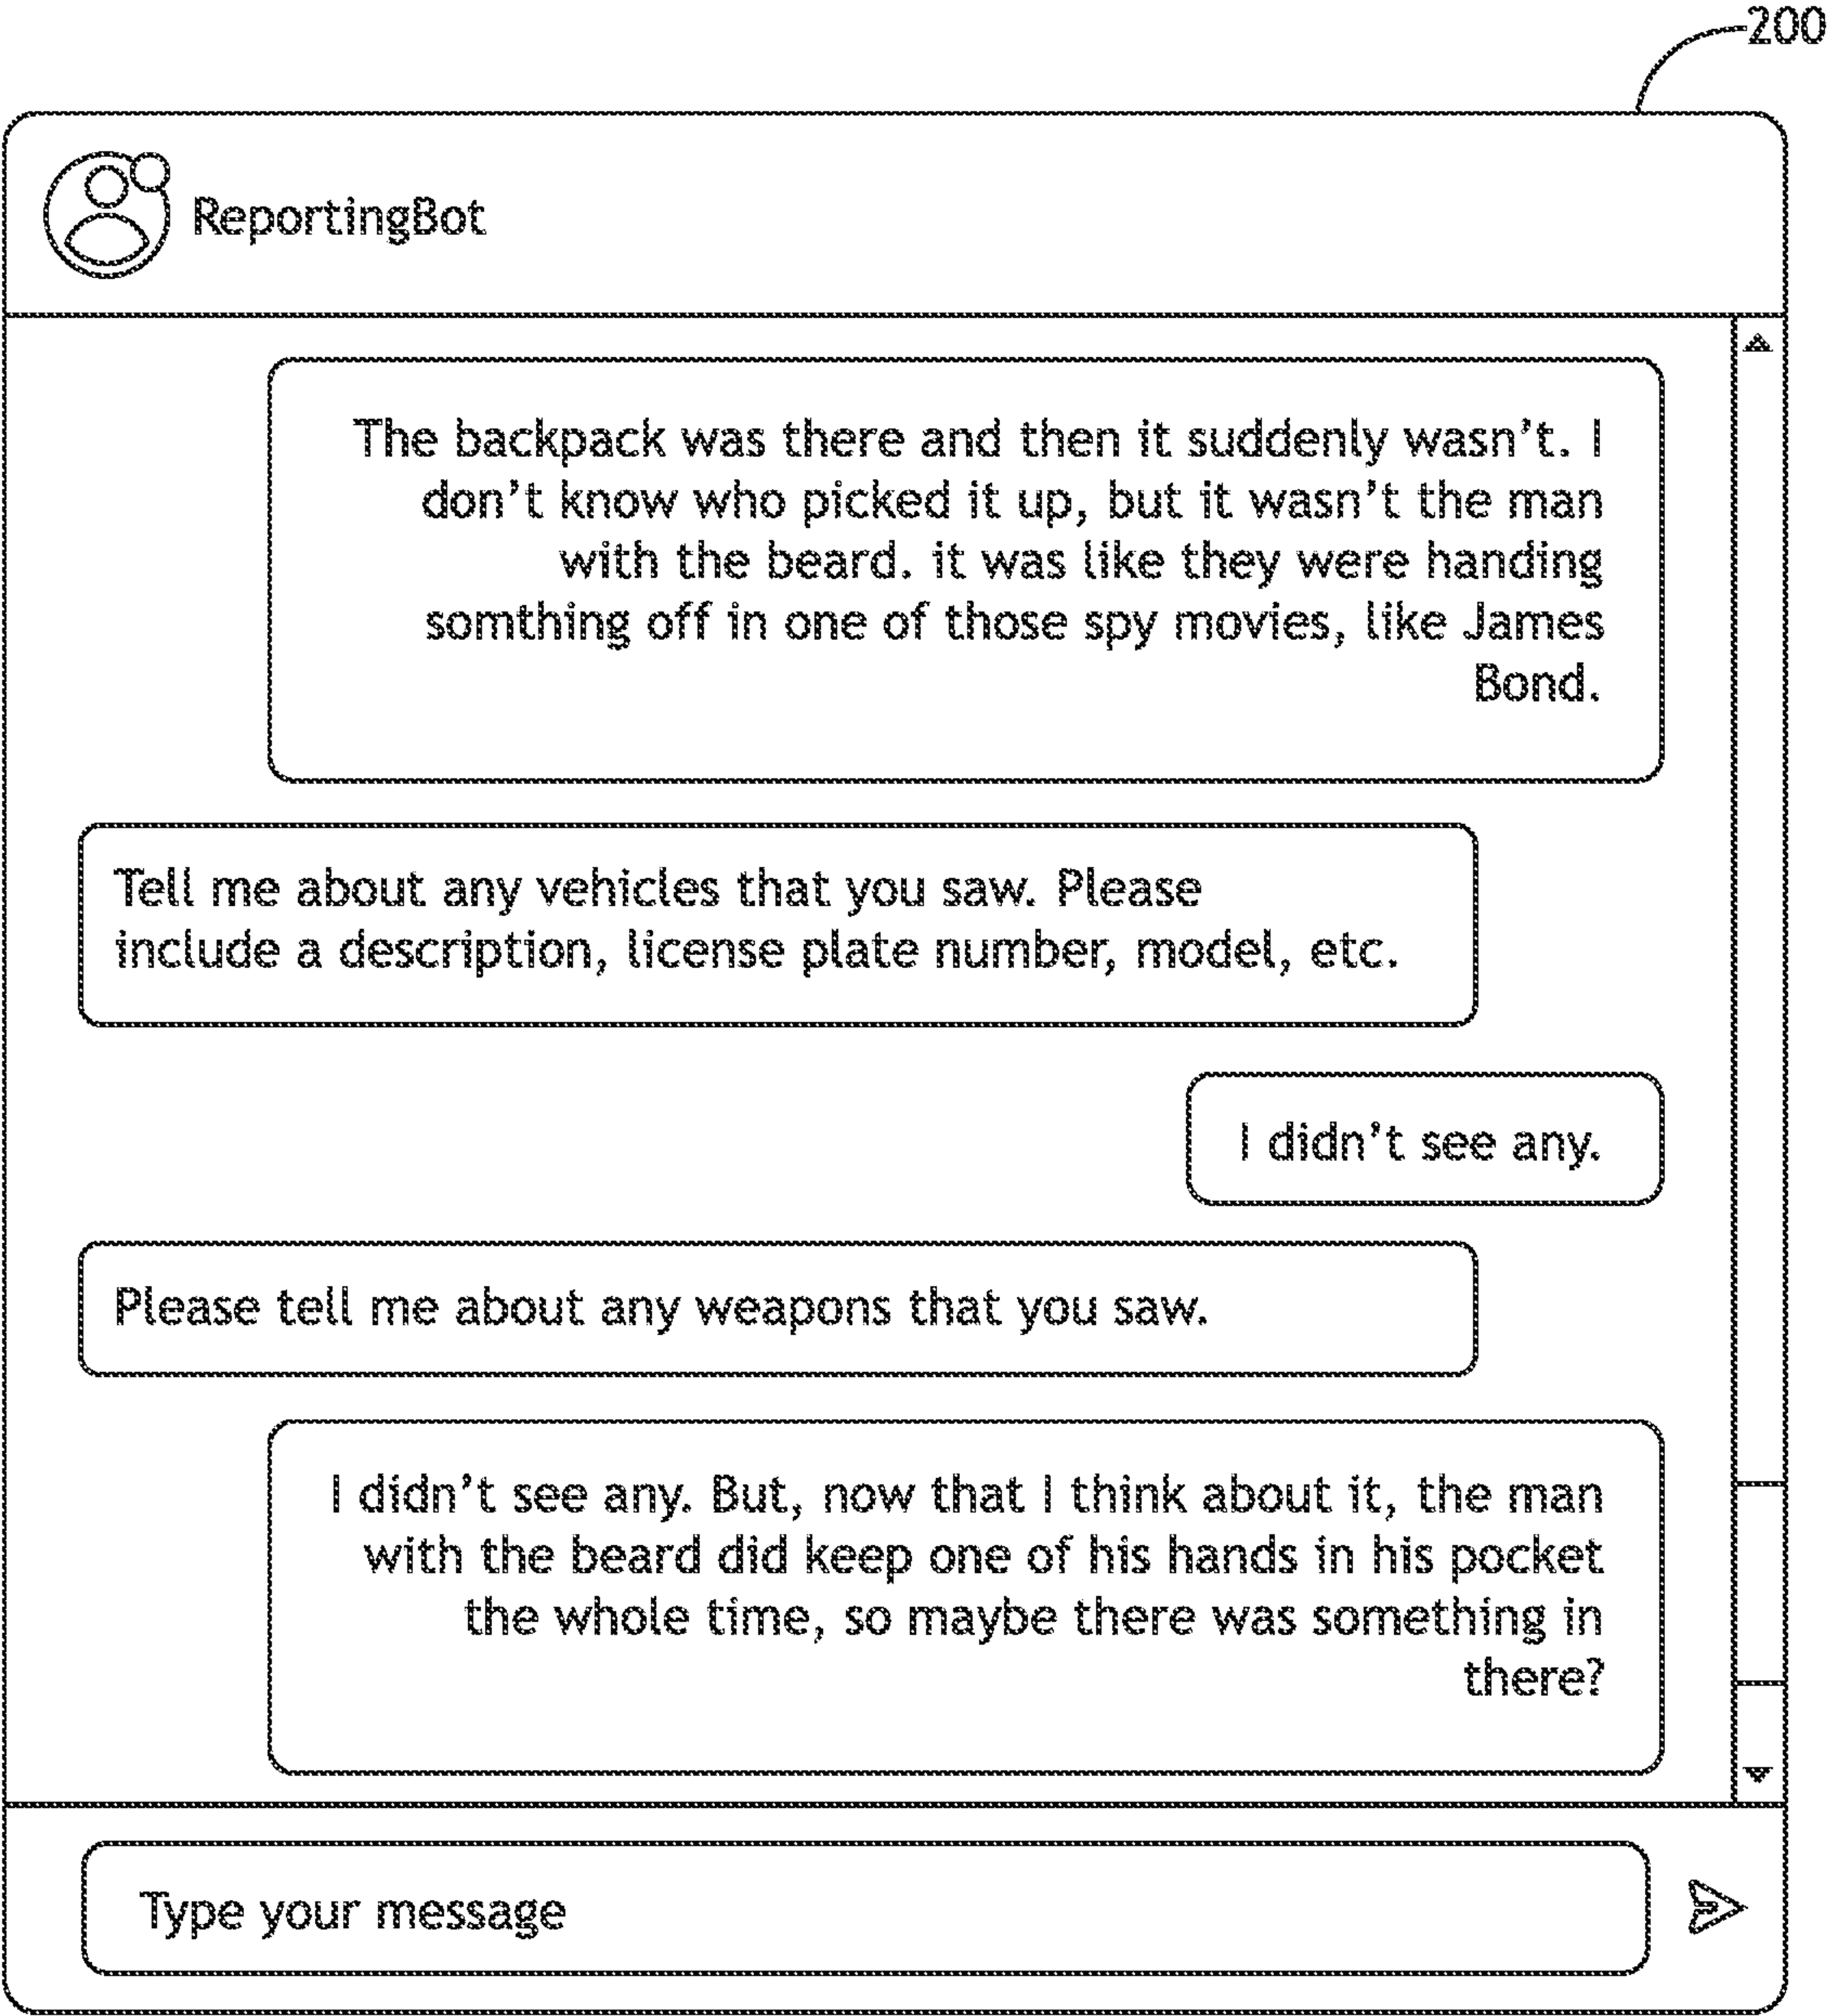 200
ReportingBot
The backpack was there and then it suddenly wasn't. I
don't know who picked it up, but it wasn't the man
with the beard. it was like they were handing
somthing off in one of those spy movies, like James
Bond.
Tell me about any vehicles that you saw. Please
include a description, license plate number, model, etc.
I didn't see any.
Please tell me about any weapons that you saw.
I didn't see any. But, now that I think about it, the man
with the beard did keep one of his hands in his pocket
the whole time, so maybe there was something in
there?
Type your message